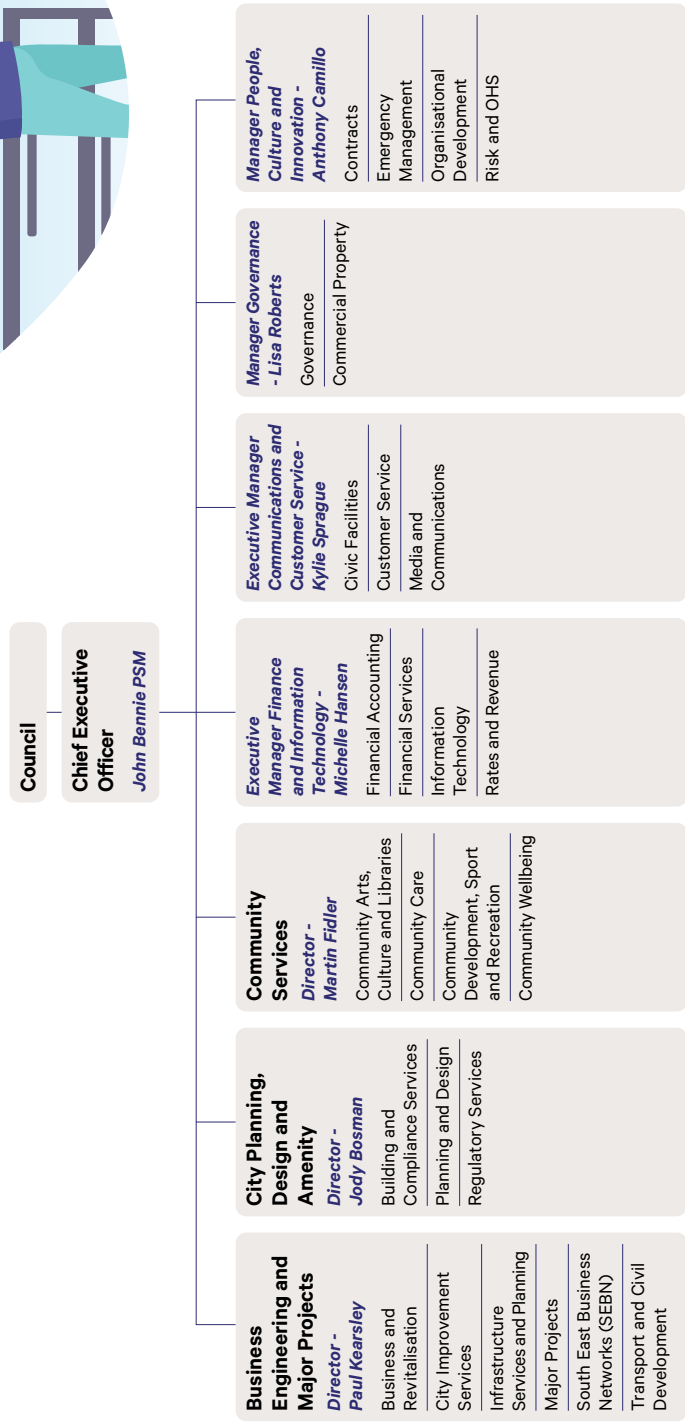 Council
Chief Executive
Officer
John Bennie PSM
Business
Engineering and
Major Projects
Director -
Paul Kearsley
Business and
Revitalisation
City Improvement
Services
Infrastructure
Services and Planning
Major Projects
South East Business
Networks (SEBN)
Transport and Civil
Development
City Planning,
Design and
Amenity
Director -
Jody Bosman
Building and
Compliance Services
Planning and Design
Regulatory Services
Community
Services
Director -
Martin Fidler
Community Arts,
Culture and Libraries
Community Care
Community
Development, Sport
and Recreation
Community Wellbeing
Executive
Manager Finance
and Information
Technology -
Michelle Hansen
Financial Accounting
Financial Services
Information
Technology
Rates and Revenue
Executive Manager
Communications and
Customer Service -
Kylie Sprague
Civic Facilities
Customer Service
Media and
Communications
Manager Governance
- Lisa Roberts
Governance
Commercial Property
Manager People,
Culture and
Innovation -
Anthony Camillo
Contracts
Emergency
Management
Organisational
Development
Risk and OHS